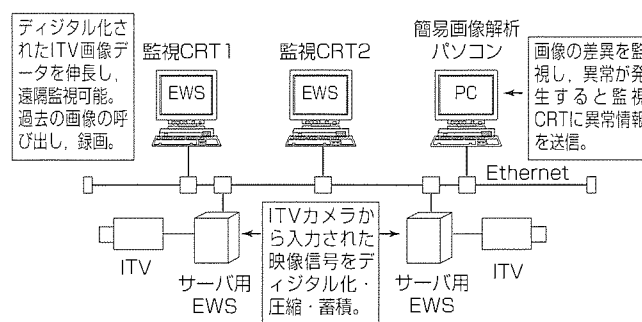 ディジタル化さ
れたITV画像デ
ータを伸長し，
遠隔監視可能。
過去の画像の呼
び出し，録画。
監視CRT1
EWS
監視CRT2
EWS
簡易画像解析
パソコン
PC
画像の差異を監
視し，異常が発
生すると監視
CRTに異常情報
を送信。
Ethernet
ITV
サーバ用
EWS
ITVカメラか
ら入力された
映像信号をデ
ィジタル化・
圧縮・蓄積。
サーバ用
EWS
ITV